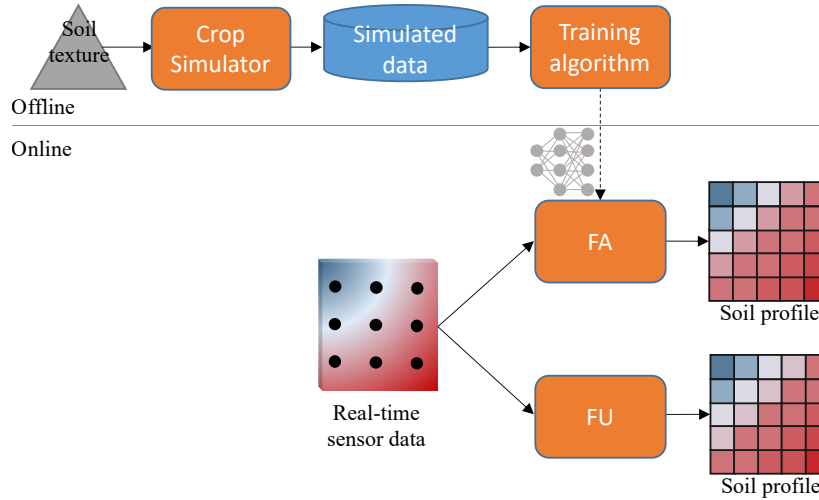 Soil
texture
Crop
Simulator
Simulated
data
Training
algorithm
Offline
Online
FA
Soil profile
Real-time
sensor data
FU
Soil profile